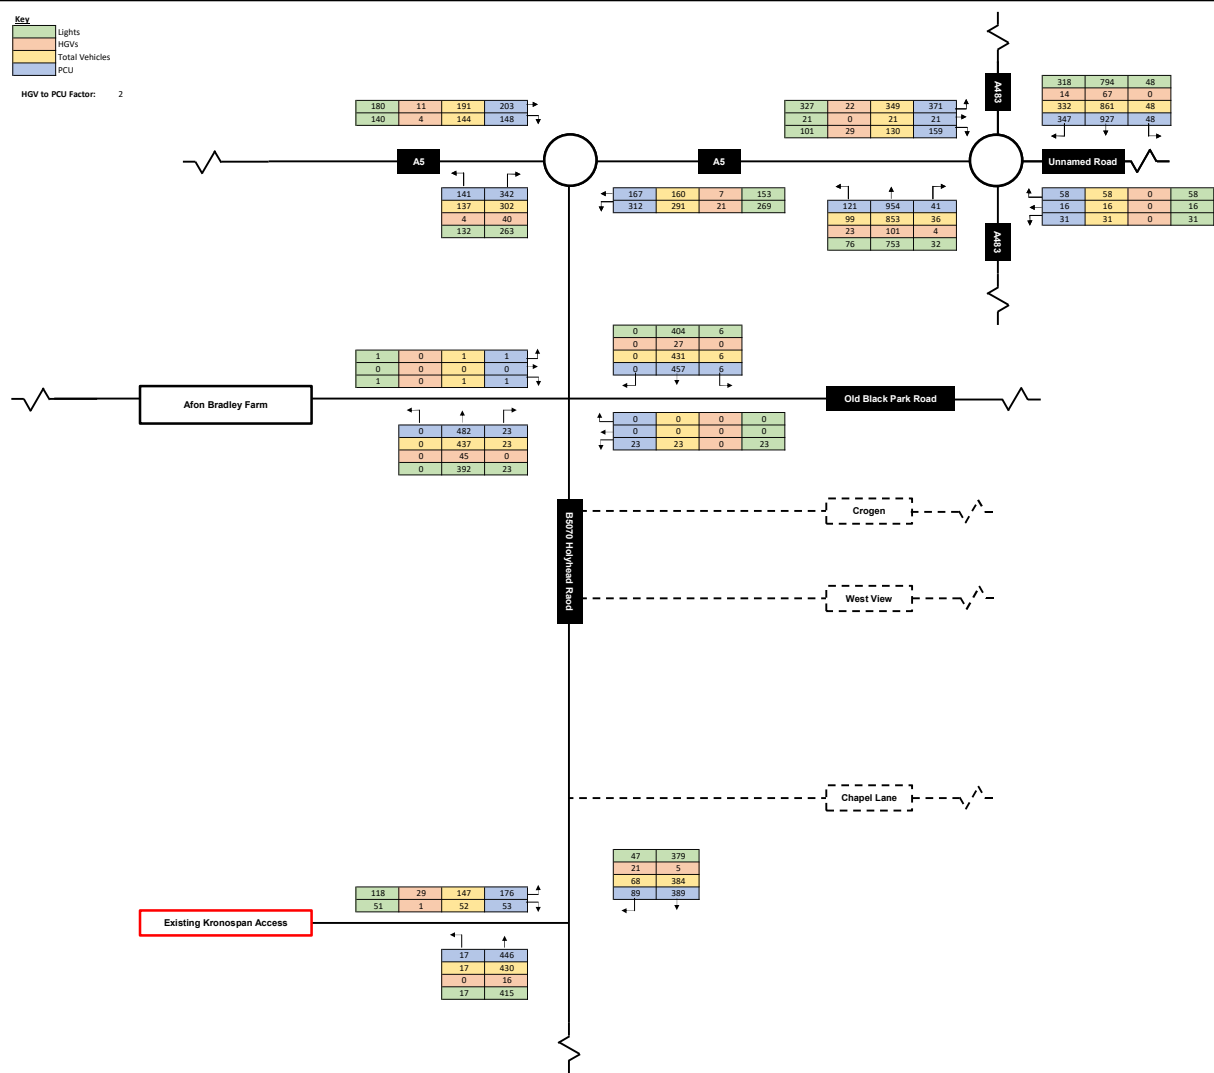 Key
Lights
HGVs
Total Vehicles
PCU
HGV to PCU Factor: 2
A483
318 794 48
14 67 0
332 861 48
347 927 48
180 11 191 203
140 4 144 148
327 22 349 371
21 0 21 21
101 29 130 159
A5
A5
Unnamed Road
141 342
137 302
4 40
132 263
167 160 7 153
312 291 21 269
121 954 41
99 853 36
23 101 4
76 753 32
58 58 0 58
16 16 0 16
31 31 0 31
A483
0 404 6
0 27 0
0 431 6
0 457 6
1 0 1 1
0 0 0 0
1 0 1 1
Afon Bradley Farm
Old Black Park Road
0 482 23
0 437 23
0 45 0
0 392 23
0 0 0 0
0 0 0 0
23 23 0 23
B5070 Holyhead Raod
Crogen
West View
Chapel Lane
47 379
21 5
68 384
89 389
118 29 147 176
51 1 52 53
Existing Kronospan Access
17 446
17 430
0 16
17 415